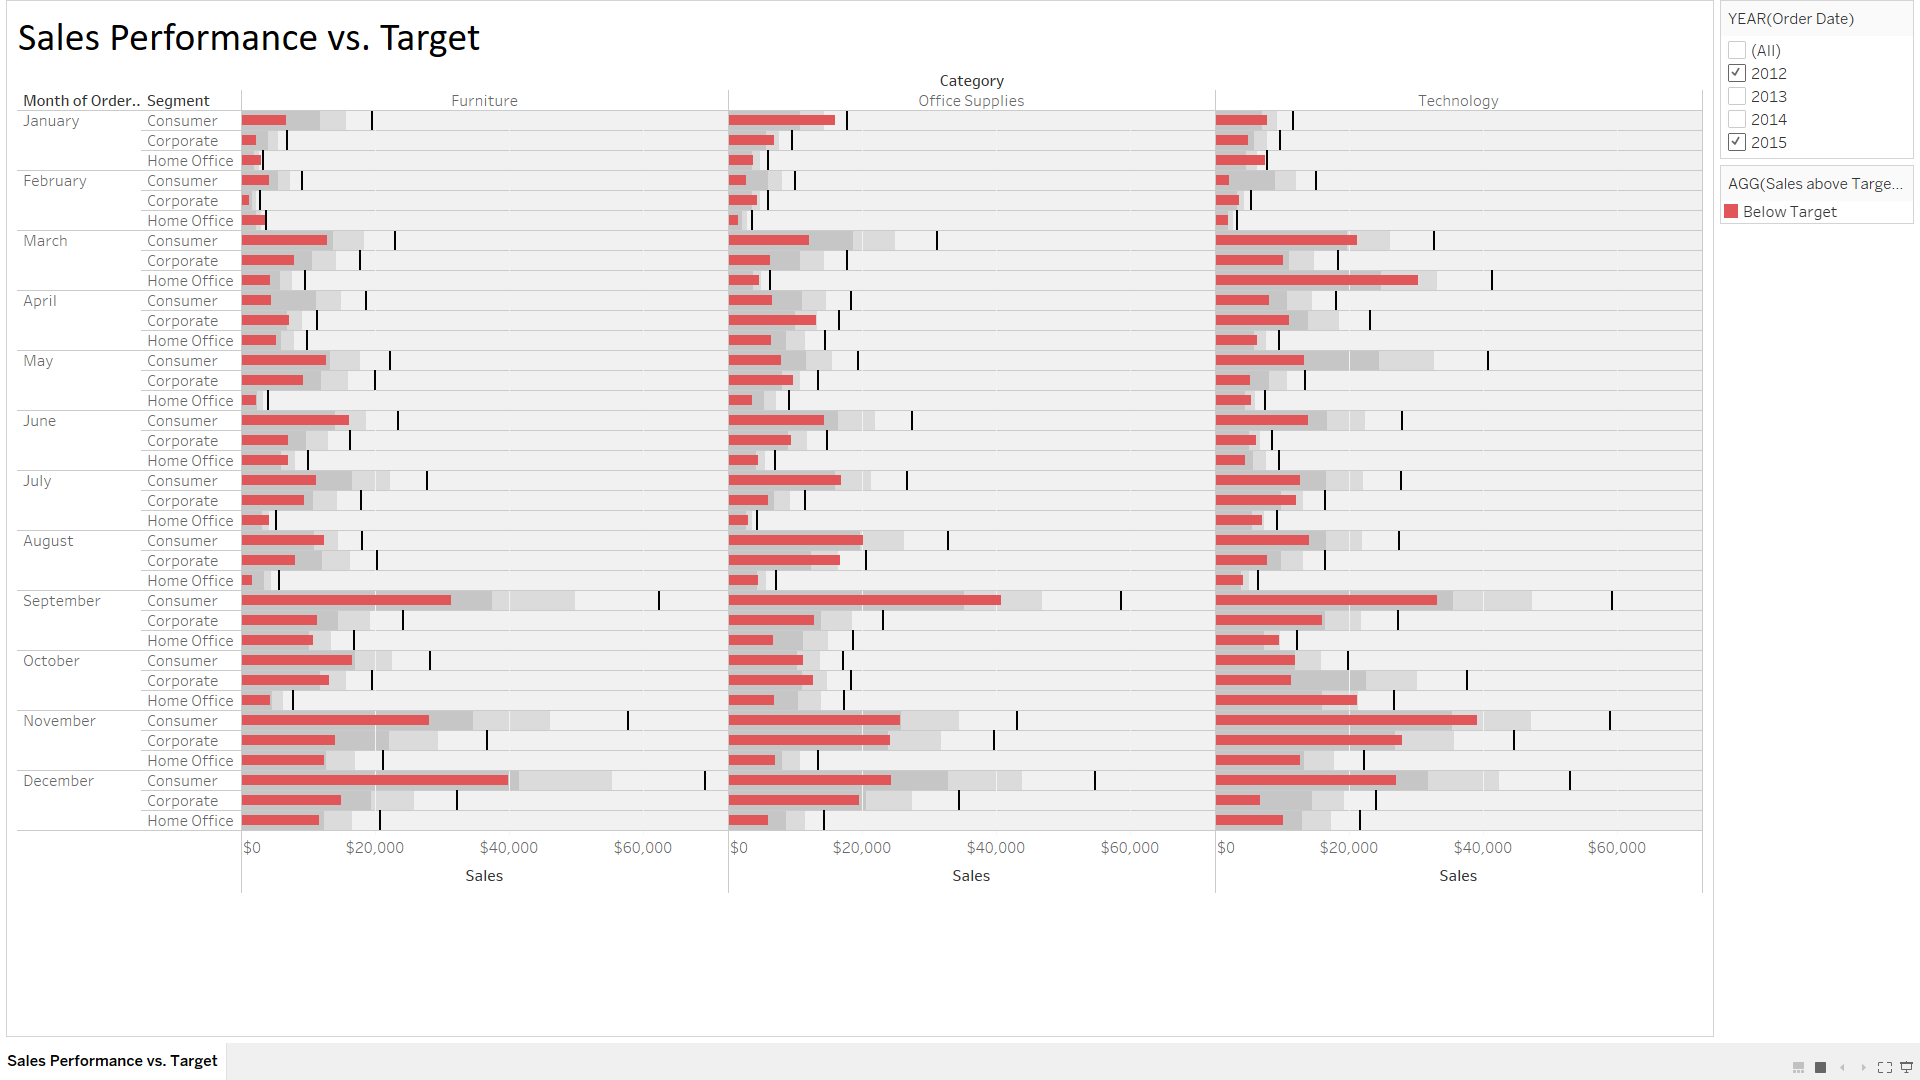 Sales Performance vs. Target
Category
Month of Order.. Segment Furniture Office Supplies Technology
January Consumer
Corporate
Home Office
February Consumer
Corporate
Home Office
March Consumer
Corporate
Home Office
April Consumer
Corporate
Home Office
May Consumer
Corporate
Home Office
June Consumer
Corporate
Home Office
July Consumer
Corporate
Home Office
August Consumer
Corporate
Home Office
September Consumer
Corporate
Home Office
October Consumer
Corporate
Home Office
November Consumer
Corporate
Home Office
December Consumer
Corporate
Home Office
$0 $20,000 $40,000 $60,000 $0 $20,000 $40,000 $60,000 $0 $20,000 $40,000 $60,000
Sales Sales Sales
YEAR(Order Date)
(All)
2012
2013
2014
2015
AGG(Sales above Targe...
Below Target
Sales Performance vs. Target